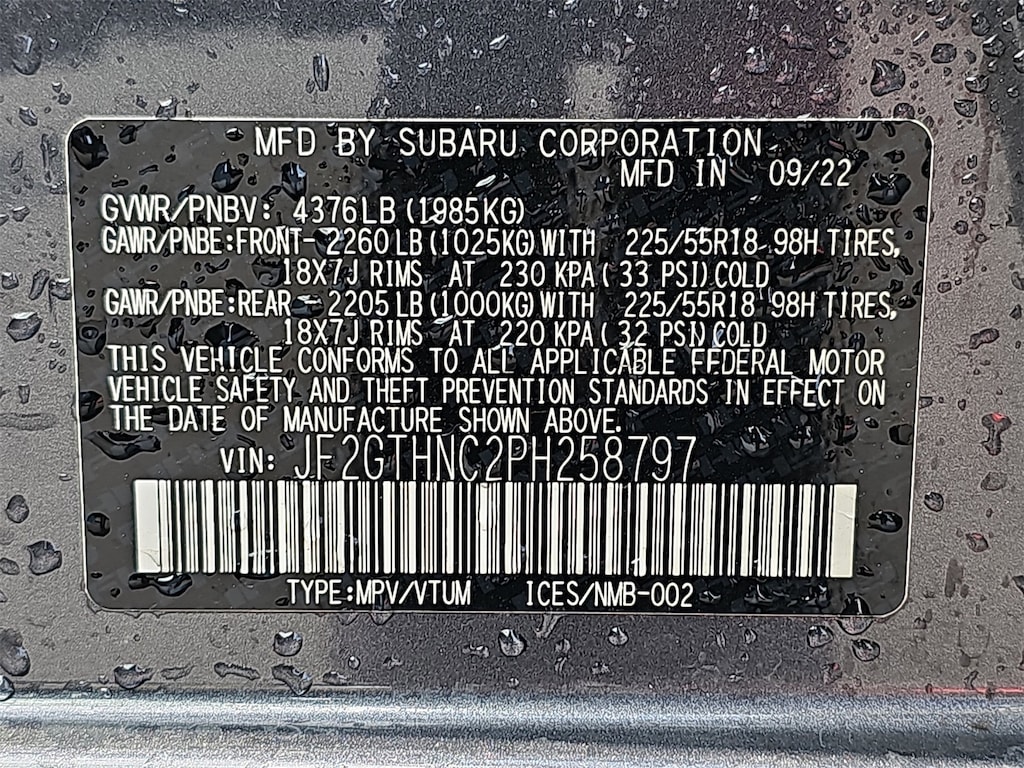 MFD BY SUBARU CORPORATION
MFD IN 09/22
GVWR/PNBV: 4376LB (1985KG)
GAWR/PNBE:FRONT- 2260LB(1025KG)WITH 225/55R18 98H TIRES,
18X7J RIMS AT 230 KPA( 33 PSI)COLD
GAWR/PNBE:REAR - 2205LB(1000KG)WITH 225/55R18 98H TIRES,
18X7J RIMS AT 220 KPA( 32 PSI)COLD
THIS VEHICLE CONFORMS TO ALL APPLICABLE FEDERAL MOTOR
VEHICLE SAFETY AND THEFT PREVENTION STANDARDS IN EFFECT ON
THE DATE OF MANUFACTURE SHOWN ABOVE.
VIN: JF2GTHNC2PH258797
TYPE:MPV/VTUM ICES/NMB-002